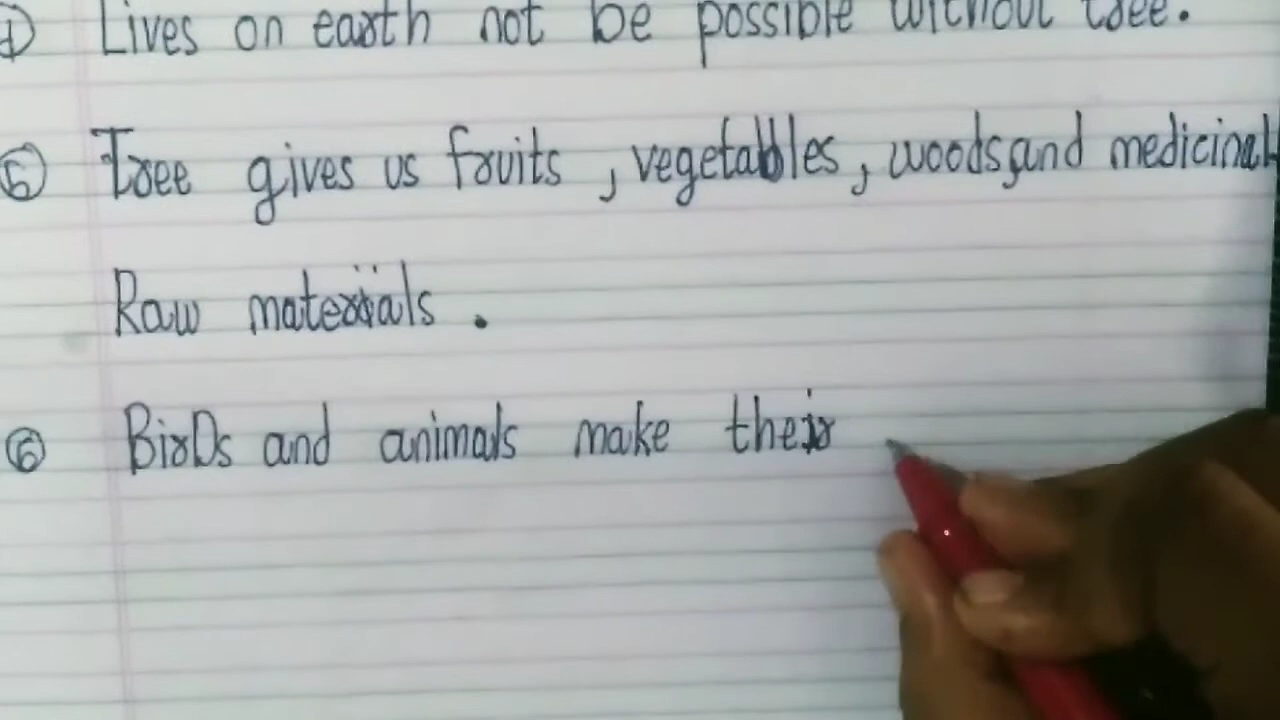 ④ Lives on earth not be possible without tree.
⑤ Tree gives us fruits , vegetables, woods,and medicinal
Raw materials .
⑥ BirDs and animals make their